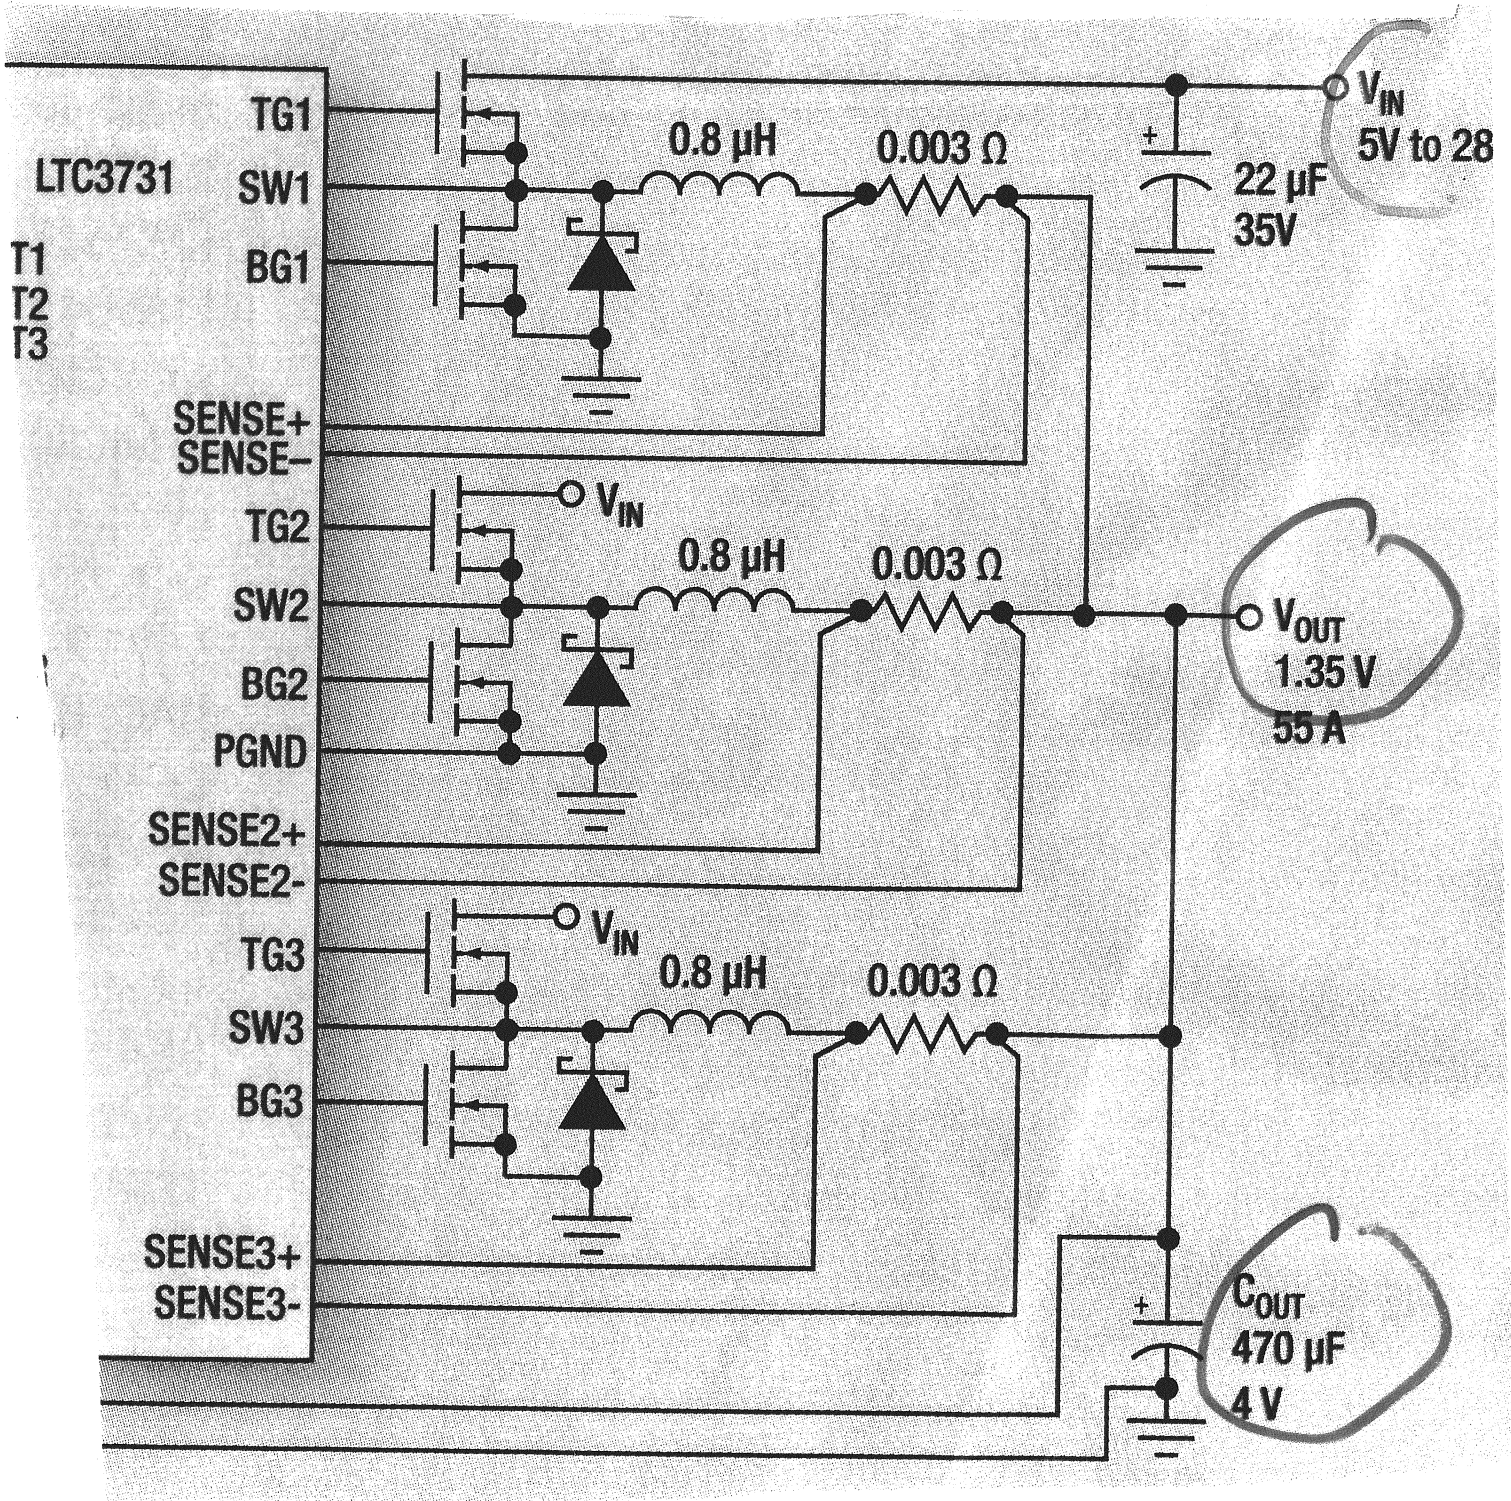 TG1
LTC3731
SW1
BG1
T1
T2
T3
SENSE+
SENSE–
TG2
SW2
BG2
PGND
SENSE2+
SENSE2-
TG3
SW3
BG3
SENSE3+
SENSE3-
0.8 µH
0.003 Ω
+
22 µF
35V
VIN
5V to 28
VIN
0.8 µH
0.003 Ω
VOUT
1.35 V
55 A
VIN
0.8 µH
0.003 Ω
+
COUT
470 µF
4 V